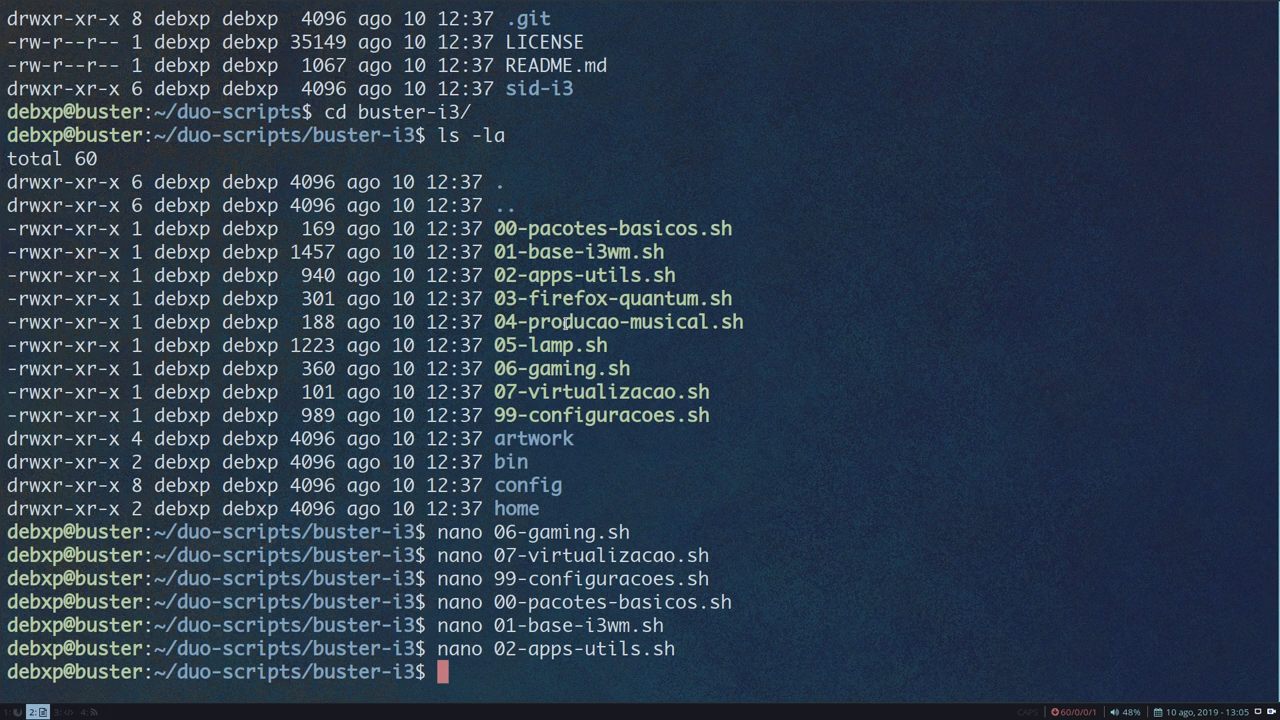 drwxr-xr-x 8 debxp debxp  4096 ago 10 12:37 .git
-rw-r--r-- 1 debxp debxp 35149 ago 10 12:37 LICENSE
-rw-r--r-- 1 debxp debxp  1067 ago 10 12:37 README.md
drwxr-xr-x 6 debxp debxp  4096 ago 10 12:37 sid-i3
debxp@buster:~/duo-scripts$ cd buster-i3/
debxp@buster:~/duo-scripts/buster-i3$ ls -la
total 60
drwxr-xr-x 6 debxp debxp 4096 ago 10 12:37 .
drwxr-xr-x 6 debxp debxp 4096 ago 10 12:37 ..
-rwxr-xr-x 1 debxp debxp  169 ago 10 12:37 00-pacotes-basicos.sh
-rwxr-xr-x 1 debxp debxp 1457 ago 10 12:37 01-base-i3wm.sh
-rwxr-xr-x 1 debxp debxp  940 ago 10 12:37 02-apps-utils.sh
-rwxr-xr-x 1 debxp debxp  301 ago 10 12:37 03-firefox-quantum.sh
-rwxr-xr-x 1 debxp debxp  188 ago 10 12:37 04-producao-musical.sh
-rwxr-xr-x 1 debxp debxp 1223 ago 10 12:37 05-lamp.sh
-rwxr-xr-x 1 debxp debxp  360 ago 10 12:37 06-gaming.sh
-rwxr-xr-x 1 debxp debxp  101 ago 10 12:37 07-virtualizacao.sh
-rwxr-xr-x 1 debxp debxp  989 ago 10 12:37 99-configuracoes.sh
drwxr-xr-x 4 debxp debxp 4096 ago 10 12:37 artwork
drwxr-xr-x 2 debxp debxp 4096 ago 10 12:37 bin
drwxr-xr-x 8 debxp debxp 4096 ago 10 12:37 config
drwxr-xr-x 2 debxp debxp 4096 ago 10 12:37 home
debxp@buster:~/duo-scripts/buster-i3$ nano 06-gaming.sh
debxp@buster:~/duo-scripts/buster-i3$ nano 07-virtualizacao.sh
debxp@buster:~/duo-scripts/buster-i3$ nano 99-configuracoes.sh
debxp@buster:~/duo-scripts/buster-i3$ nano 00-pacotes-basicos.sh
debxp@buster:~/duo-scripts/buster-i3$ nano 01-base-i3wm.sh
debxp@buster:~/duo-scripts/buster-i3$ nano 02-apps-utils.sh
debxp@buster:~/duo-scripts/buster-i3$
1: 2: 3: 4: CAPS 60/0/0/1 48% 10 ago, 2019 - 13:05